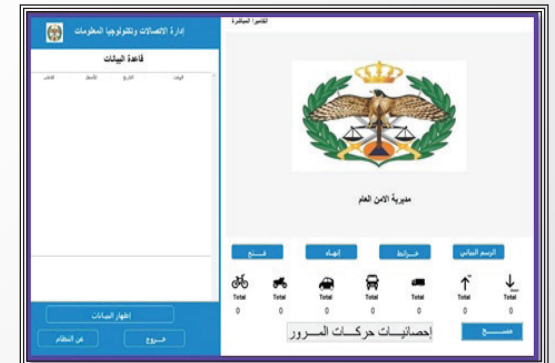 إدارة الاتصالات وتكنولوجيا المعلومات
الكاميرا المباشرة
قاعدة البيانات
الوقت التاريخ
مديرية الامن العام
الرسم البياني خرائط إنهاء فتح
Total Total Total Total Total Total Total
0 0 0 0 0 0 0
إحصائيات حركات المرور
مسح
إظهار البيانات
خروج عن النظام